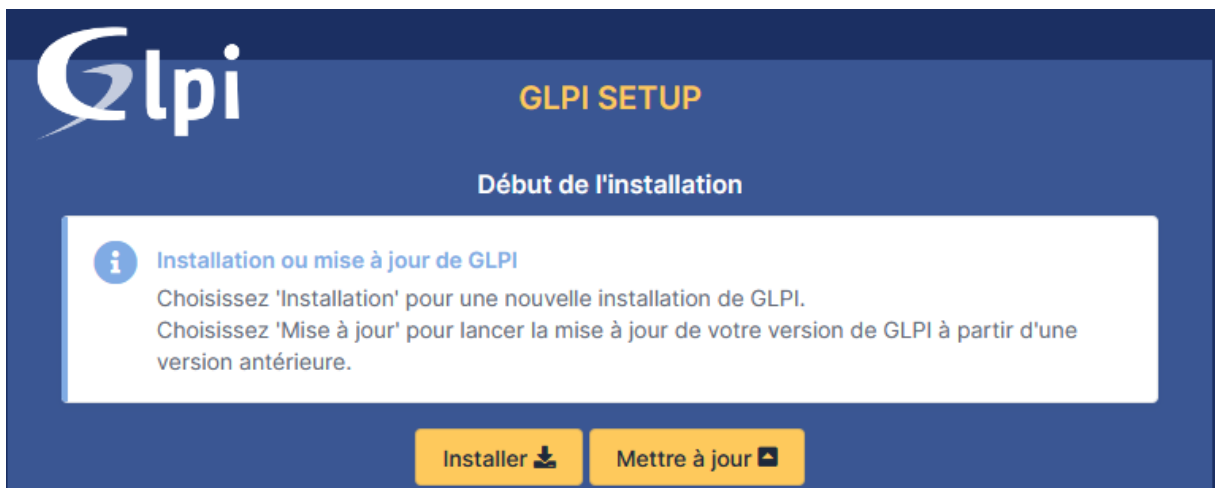 Glpi
GLPI SETUP
Début de l'installation
Installation ou mise à jour de GLPI
Choisissez 'Installation' pour une nouvelle installation de GLPI.
Choisissez 'Mise à jour' pour lancer la mise à jour de votre version de GLPI à partir d'une
version antérieure.
Installer
Mettre à jour